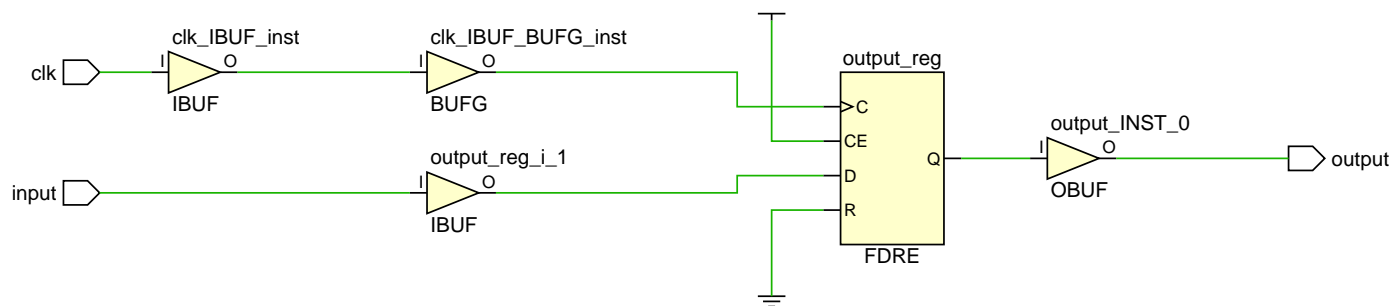 clk_IBUF_inst
clk_IBUF_BUFG_inst
output_reg
clk
I
O
IBUF
I
O
BUFG
C
CE
D
R
Q
FDRE
output_INST_0
I
O
OBUF
output
output_reg_i_1
input
I
O
IBUF